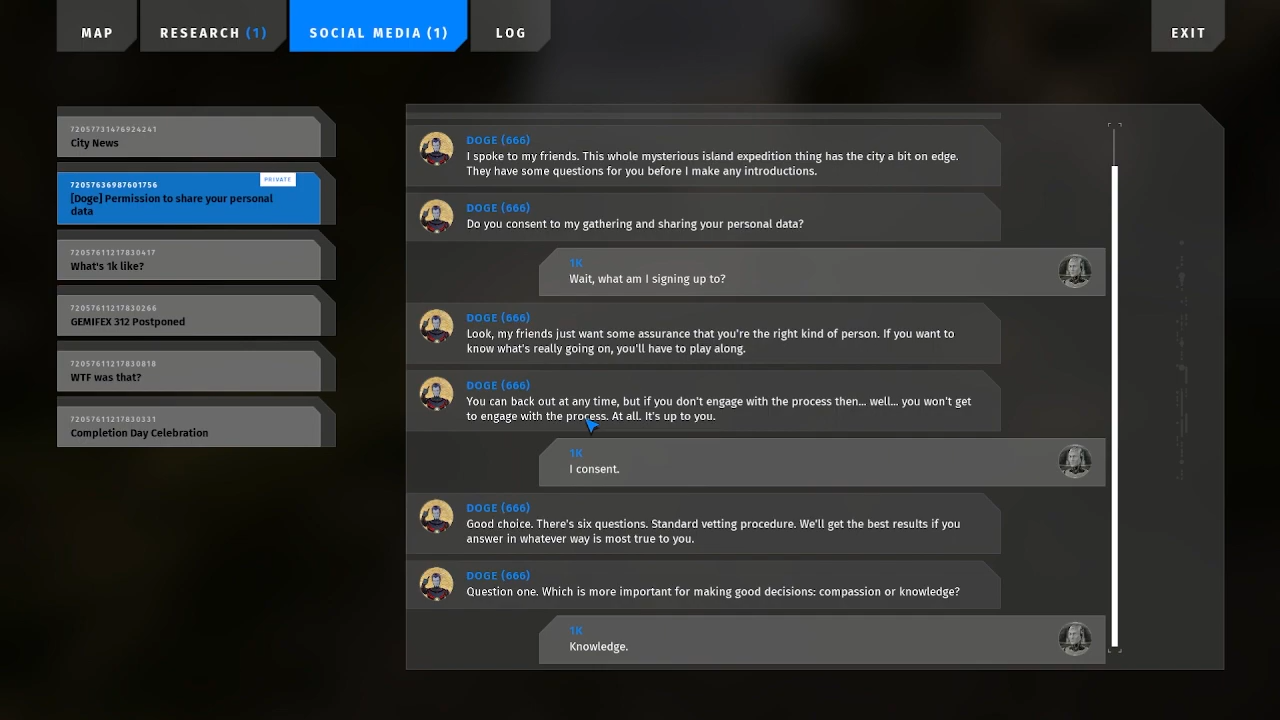 MAP
RESEARCH (1)
SOCIAL MEDIA (1)
LOG
EXIT
72057731476924241
City News
72057636987601756
PRIVATE
[Doge] Permission to share your personal
data
72057611217830417
What's 1k like?
72057611217830266
GEMIFEX 312 Postponed
72057611217830818
WTF was that?
72057611217830331
Completion Day Celebration
DOGE (666)
I spoke to my friends. This whole mysterious island expedition thing has the city a bit on edge.
They have some questions for you before I make any introductions.
DOGE (666)
Do you consent to my gathering and sharing your personal data?
1K
Wait, what am I signing up to?
DOGE (666)
Look, my friends just want some assurance that you're the right kind of person. If you want to
know what's really going on, you'll have to play along.
DOGE (666)
You can back out at any time, but if you don't engage with the process then... well... you won't get
to engage with the process. At all. It's up to you.
1K
I consent.
DOGE (666)
Good choice. There's six questions. Standard vetting procedure. We'll get the best results if you
answer in whatever way is most true to you.
DOGE (666)
Question one. Which is more important for making good decisions: compassion or knowledge?
1K
Knowledge.